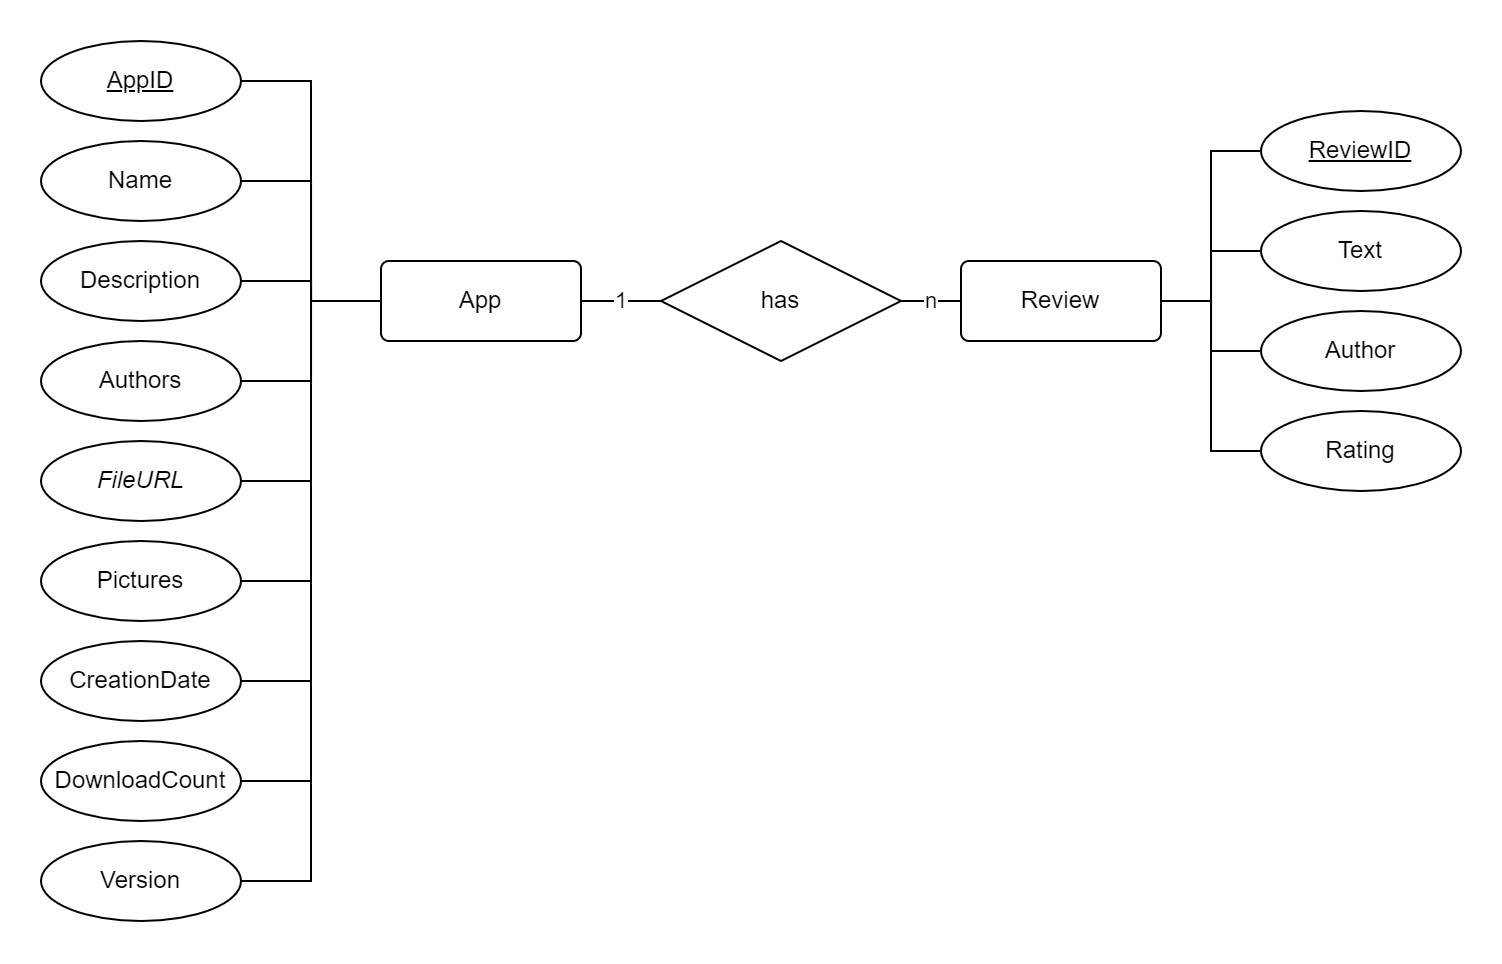 AppID
Name
Description
Authors
FileURL
Pictures
CreationDate
DownloadCount
Version
App
1
has
n
Review
ReviewID
Text
Author
Rating